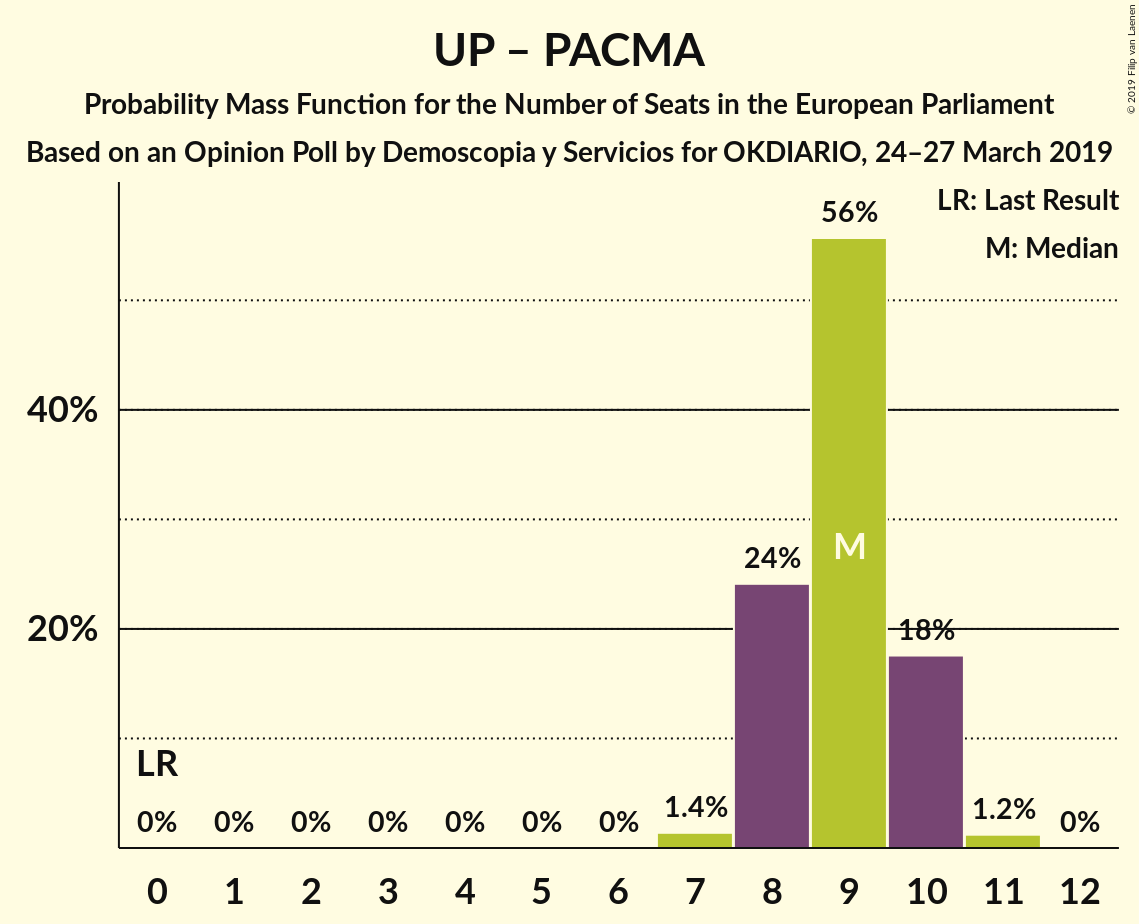 UP – PACMA
Probability Mass Function for the Number of Seats in the European Parliament
Based on an Opinion Poll by Demoscopia y Servicios for OKDIARIO, 24–27 March 2019
© 2019 Filip van Laenen
LR: Last Result
M: Median
56%
40%
M
24%
20%
18%
LR
0% 0% 0% 0% 0% 0% 0% 1.4% 1.2% 0%
0 1 2 3 4 5 6 7 8 9 10 11 12